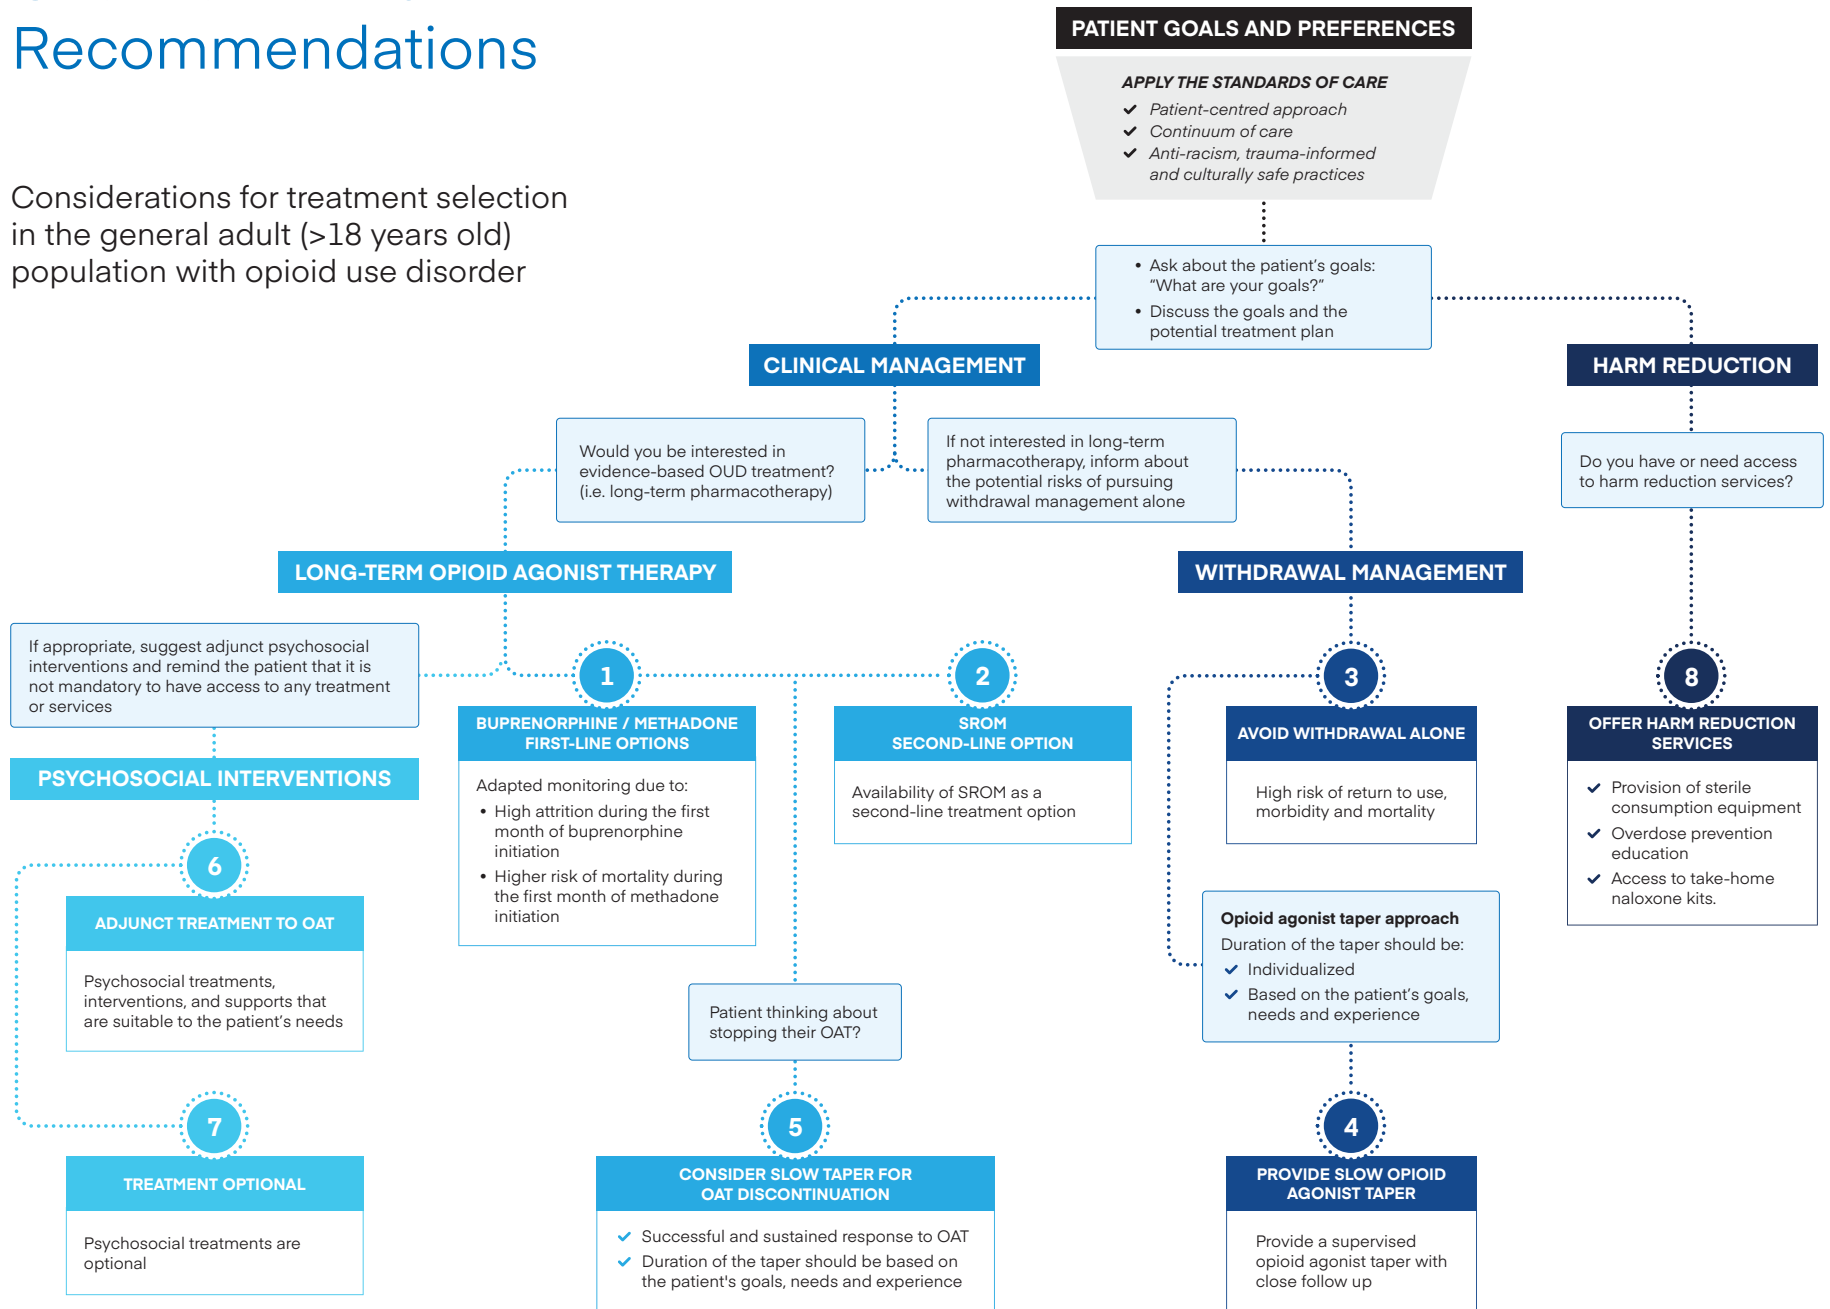 Recommendations
Considerations for treatment selection
in the general adult (>18 years old)
population with opioid use disorder
PATIENT GOALS AND PREFERENCES
APPLY THE STANDARDS OF CARE
✔ Patient-centred approach
✔ Continuum of care
✔ Anti-racism, trauma-informed
and culturally safe practices
• Ask about the patient's goals:
"What are your goals?"
• Discuss the goals and the
potential treatment plan
CLINICAL MANAGEMENT
HARM REDUCTION
Would you be interested in
evidence-based OUD treatment?
(i.e. long-term pharmacotherapy)
If not interested in long-term
pharmacotherapy, inform about
the potential risks of pursuing
withdrawal management alone
Do you have or need access
to harm reduction services?
LONG-TERM OPIOID AGONIST THERAPY
WITHDRAWAL MANAGEMENT
If appropriate, suggest adjunct psychosocial
interventions and remind the patient that it is
not mandatory to have access to any treatment
or services
PSYCHOSOCIAL INTERVENTIONS
1
BUPRENORPHINE / METHADONE
FIRST-LINE OPTIONS
Adapted monitoring due to:
• High attrition during the first
month of buprenorphine
initiation
• Higher risk of mortality during
the first month of methadone
initiation
2
SROM
SECOND-LINE OPTION
Availability of SROM as a
second-line treatment option
3
AVOID WITHDRAWAL ALONE
High risk of return to use,
morbidity and mortality
8
OFFER HARM REDUCTION
SERVICES
✔ Provision of sterile
consumption equipment
✔ Overdose prevention
education
✔ Access to take-home
naloxone kits.
6
ADJUNCT TREATMENT TO OAT
Psychosocial treatments,
interventions, and supports that
are suitable to the patient's needs
Opioid agonist taper approach
Duration of the taper should be:
✔ Individualized
✔ Based on the patient's goals,
needs and experience
Patient thinking about
stopping their OAT?
7
TREATMENT OPTIONAL
Psychosocial treatments are
optional
5
CONSIDER SLOW TAPER FOR
OAT DISCONTINUATION
✔ Successful and sustained response to OAT
✔ Duration of the taper should be based on
the patient's goals, needs and experience
4
PROVIDE SLOW OPIOID
AGONIST TAPER
Provide a supervised
opioid agonist taper with
close follow up